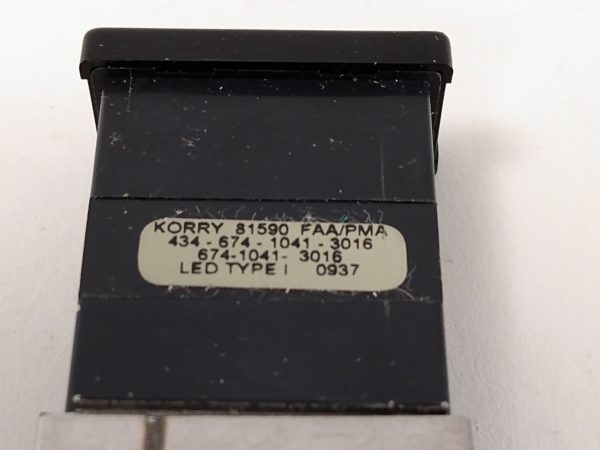 KORRY 81590 FAA/PMA
434-674-1041-3016
674-1041- 3016
LED TYPE I 0937